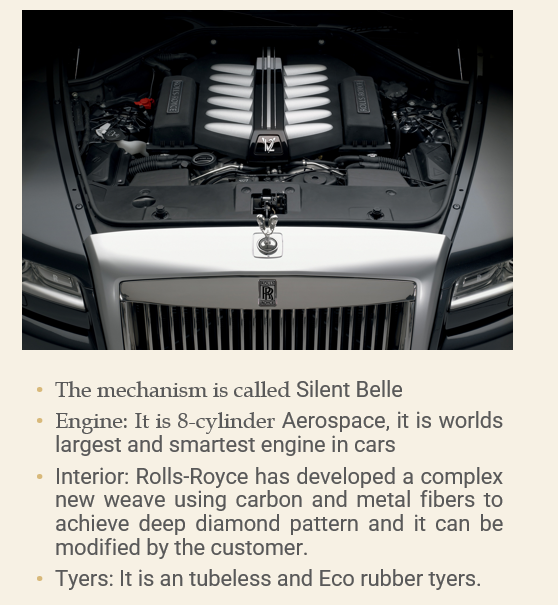 RR
The mechanism is called Silent Belle
Engine: It is 8-cylinder Aerospace, it is worlds
largest and smartest engine in cars
Interior: Rolls-Royce has developed a complex
new weave using carbon and metal fibers to
achieve deep diamond pattern and it can be
modified by the customer.
Tyers: It is an tubeless and Eco rubber tyers.